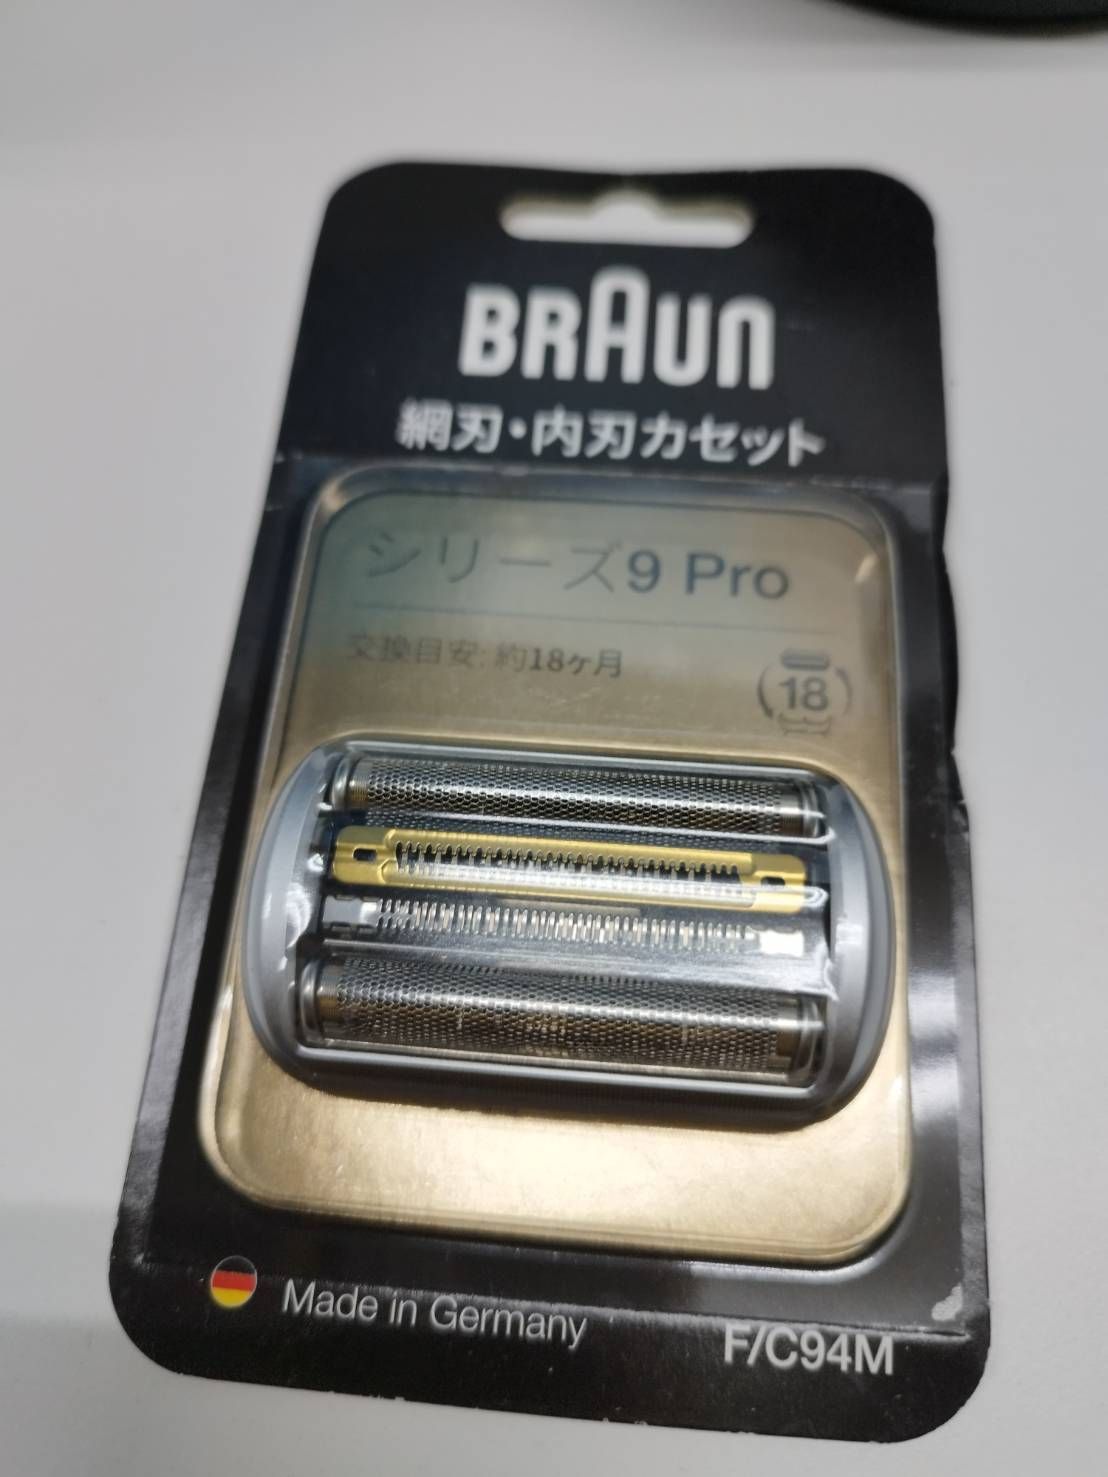 BRAUN
網刃・内刃カセット
シリーズ9 Pro
交換目安: 約18ヶ月
18
Made in Germany
F/C94M